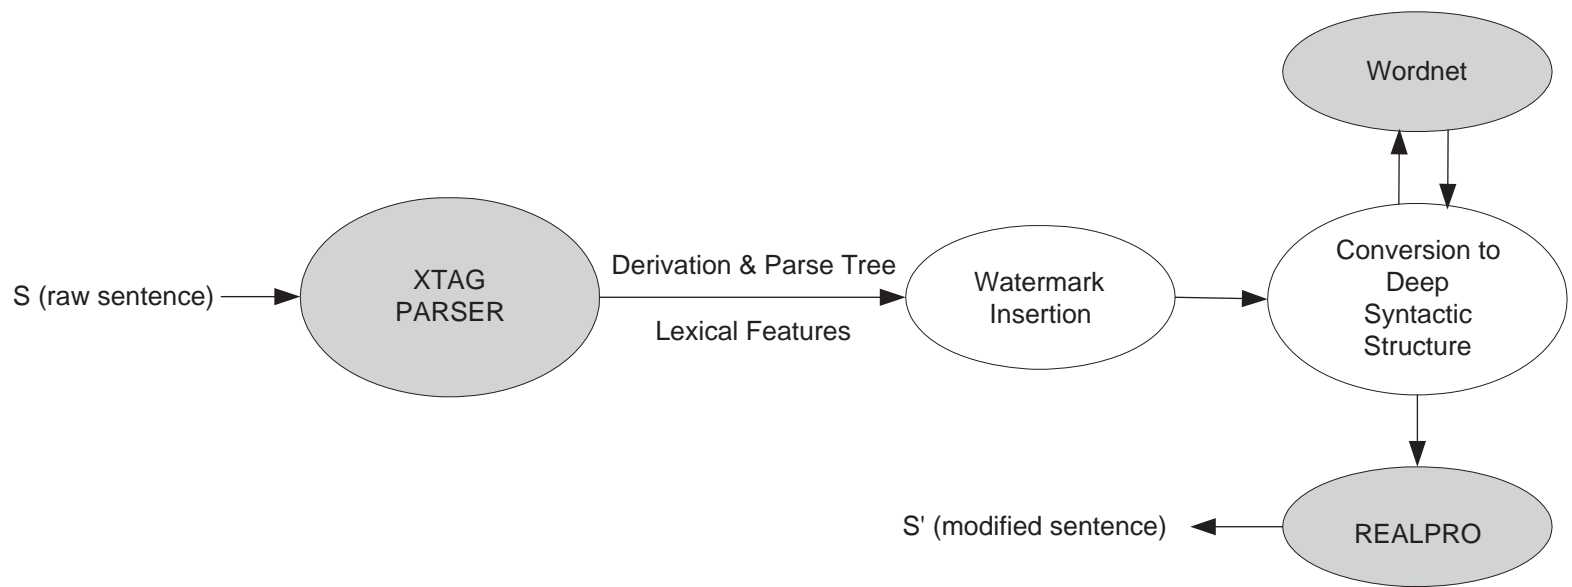 Wordnet
Conversion to
Deep
Syntactic
Structure
Derivation & Parse Tree
XTAG
PARSER
Watermark
Insertion
S (raw sentence)
Lexical Features
S' (modified sentence)
REALPRO